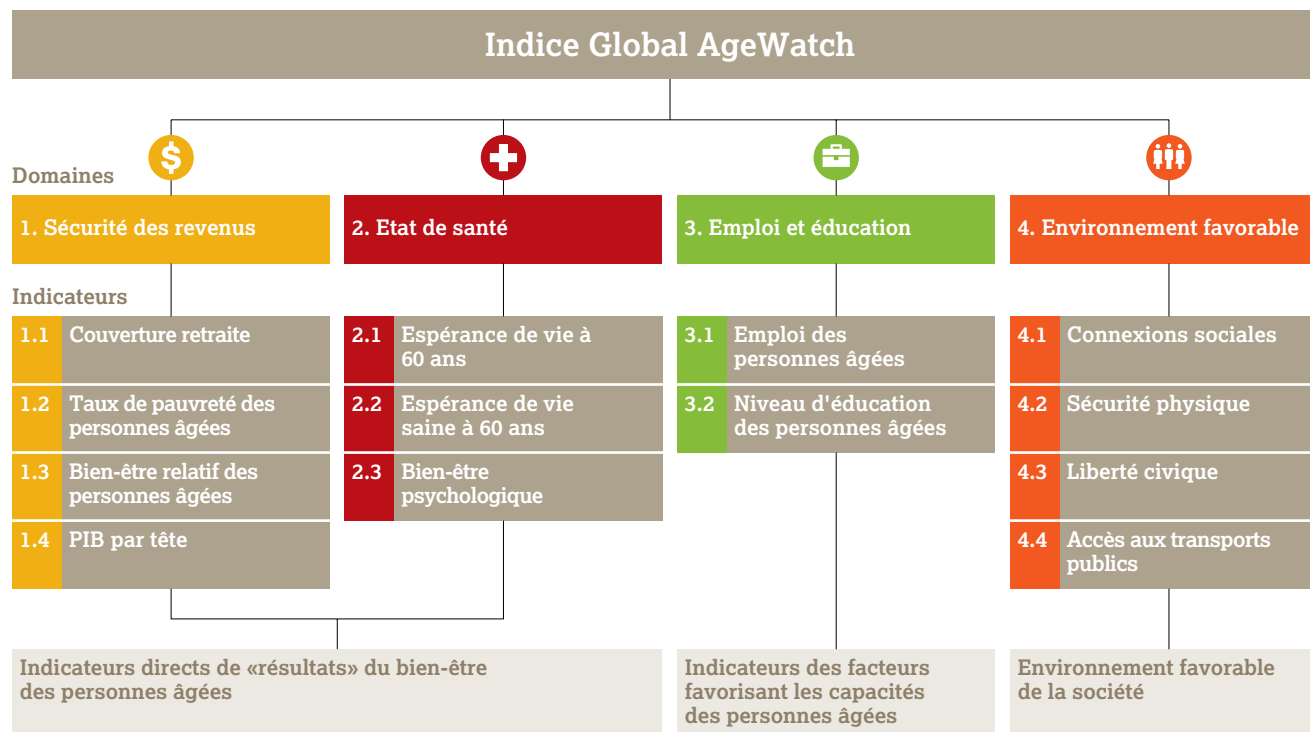 Indice Global AgeWatch
$
Domaines
1. Sécurité des revenus
2. Etat de santé
3. Emploi et éducation
4. Environnement favorable
Indicateurs
1.1 Couverture retraite
1.2 Taux de pauvreté des
personnes âgées
1.3 Bien-être relatif des
personnes âgées
1.4 PIB par tête
2.1 Espérance de vie à
60 ans
2.2 Espérance de vie
saine à 60 ans
2.3 Bien-être
psychologique
3.1 Emploi des
personnes âgées
3.2 Niveau d'éducation
des personnes âgées
4.1 Connexions sociales
4.2 Sécurité physique
4.3 Liberté civique
4.4 Accès aux transports
publics
Indicateurs directs de «résultats» du bien-être
des personnes âgées
Indicateurs des facteurs
favorisant les capacités
des personnes âgées
Environnement favorable
de la société